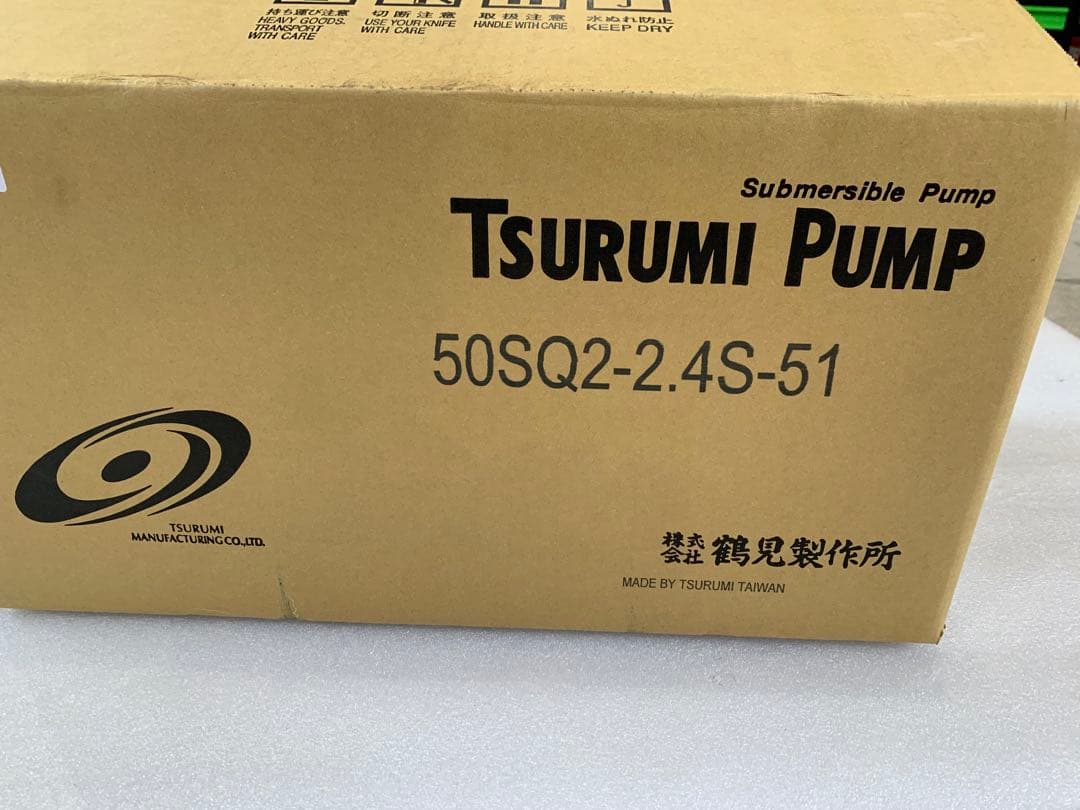 持ち運び注意
HEAVY GOODS.
TRANSPORT
WITH CARE
切断注意
USE YOUR KNIFE
WITH CARE
取扱注意
HANDLE WITH CARE
水ぬれ防止
KEEP DRY
Submersible Pump
TSURUMI PUMP
50SQ2-2.4S-51
TSURUMI
MANUFACTURING CO.,LTD.
株式会社 鶴見製作所
MADE BY TSURUMI TAIWAN